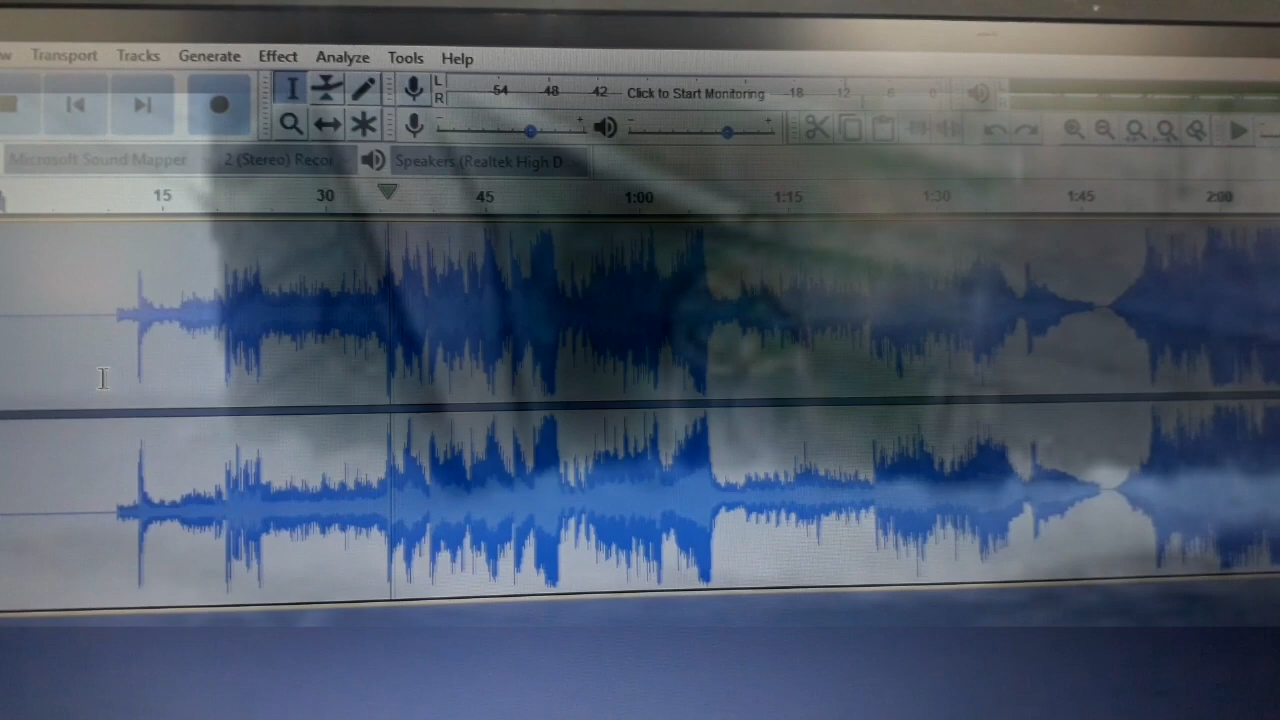 Transport Tracks Generate Effect Analyze Tools Help
L
R
-54 -48 -42 Click to Start Monitoring -18 -12 -6 0
L
R
- + - +
Microsoft Sound Mapper 2 (Stereo) Recor Speakers (Realtek High D
15 30 45 1:00 1:15 1:30 1:45 2:00